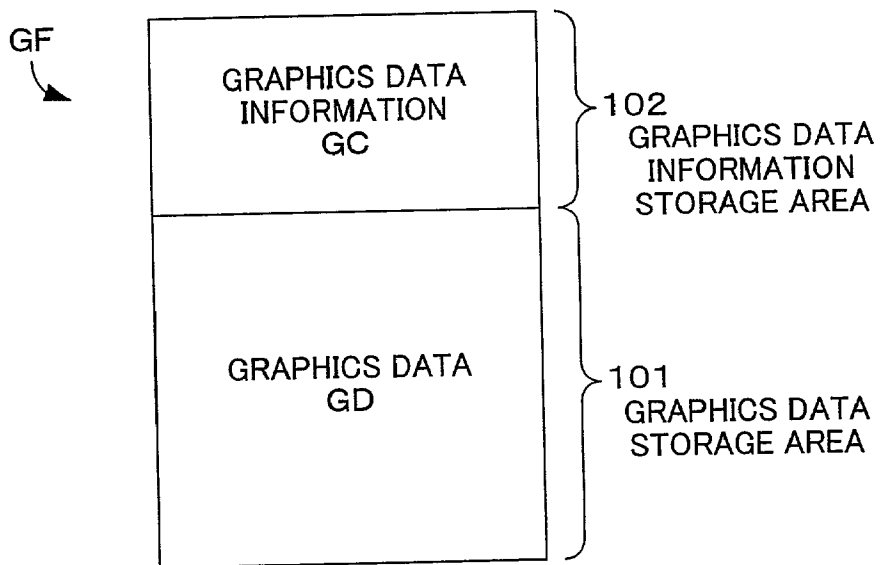 GF
GRAPHICS DATA
INFORMATION
GC
102
GRAPHICS DATA
INFORMATION
STORAGE AREA
GRAPHICS DATA
GD
101
GRAPHICS DATA
STORAGE AREA